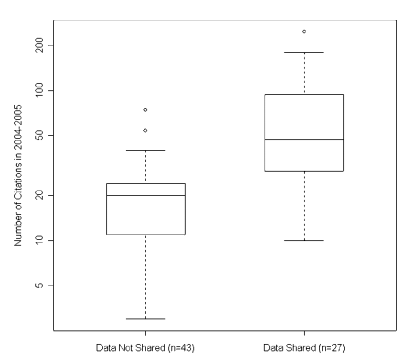 Number of Citations in 2004-2005
200
100
50
20
10
5
Data Not Shared (n=43)
Data Shared (n=27)